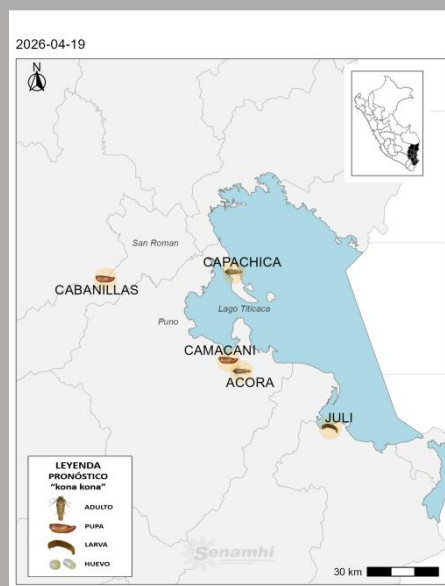 2026-04-19
N
San Roman
CAPACHICA
CABANILLAS
Lago Titicaca
Puno
CAMACANI
ACORA
JULI
LEYENDA
PRONÓSTICO
"kona kona"
ADULTO
PUPA
LARVA
HUEVO
Senamhi
30 km